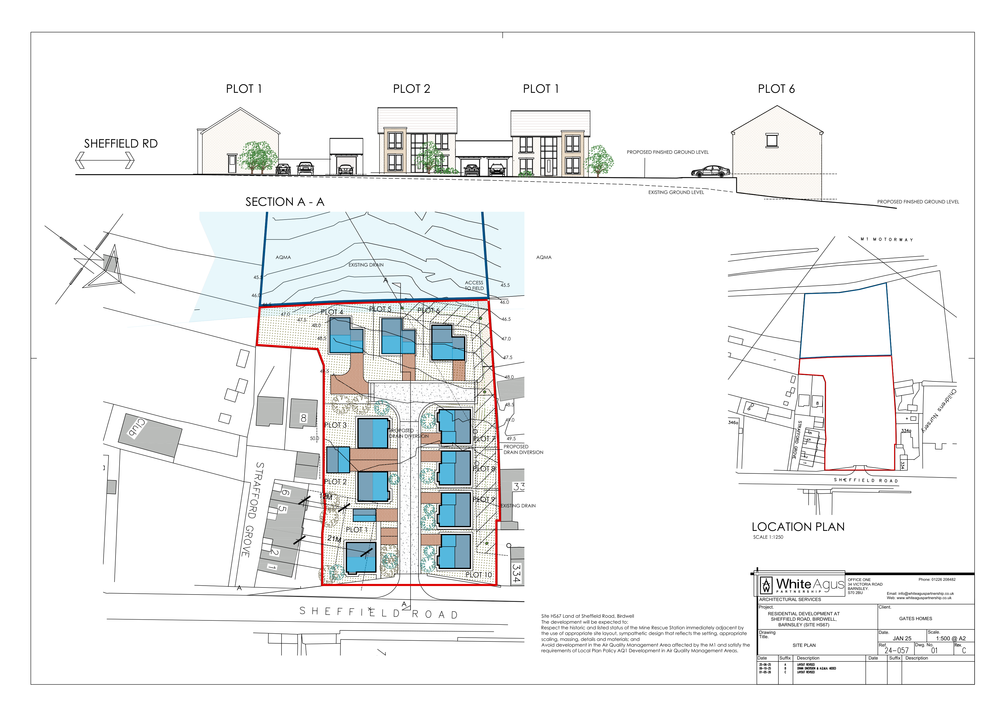 PLOT 1
PLOT 2
PLOT 1
PLOT 6
SHEFFIELD RD
PROPOSED FINISHED GROUND LEVEL
EXISTING GROUND LEVEL
PROPOSED FINISHED GROUND LEVEL
SECTION A - A
AQMA
AQMA
EXISTING DRAIN
A
ACCESS
TO FIELD
45.5
45.5
46.0
46.0
46.5
47.0
47.5
48.0
48.5
49.5
50.0
46.5
47.0
47.5
48.0
48.5
49.0
49.5
PLOT 4
PLOT 5
PLOT 6
PLOT 3
PROPOSED
DRAIN DIVERSION
PLOT 7
PROPOSED
DRAIN DIVERSION
PLOT 8
PLOT 2
PLOT 9
EXISTING DRAIN
12M
PLOT 1
21M
PLOT 10
Club
8
STRAFFORD GROVE
6
5
2
1
33
334
A
A
SHEFFIELD ROAD
M1 MOTORWAY
Childrens Nursery
Club
8
346a
STRAFFORD GROVE
6
5
2
1
334a
334
SHEFFIELD ROAD
LOCATION PLAN
SCALE 1:1250
Site HS67 Land at Sheffield Road, Birdwell
The development will be expected to:
Respect the historic and listed status of the Mine Rescue Station immediately adjacent by
the use of appropriate site layout, sympathetic design that reflects the setting, appropriate
scaling, massing, details and materials; and
Avoid development in the Air Quality Management Area affected by the M1 and satisfy the
requirements of Local Plan Policy AQ1 Development in Air Quality Management Areas.
AW
White Agus
PARTNERSHIP
ARCHITECTURAL SERVICES
OFFICE ONE
34 VICTORIA ROAD
BARNSLEY.
S70 2BU
Phone: 01226 208482
Email: info@whiteaguspartnership.co.uk
Web: www.whiteaguspartnership.co.uk
Project.
RESIDENTIAL DEVELOPMENT AT
SHEFFIELD ROAD, BIRDWELL,
BARNSLEY (SITE HS67)
Client.
GATES HOMES
Drawing
Title.
SITE PLAN
Date.
JAN 25
Scale.
1:500 @ A2
Ref.
24-057
Dwg. No.
01
Rev.
C
Date Suffix Description Date Suffix Description
25-06-25 A LAYOUT REVISED
06-10-25 B DRAIN DIVERSION & A.Q.M.A. ADDED
01-05-26 C LAYOUT REVISED